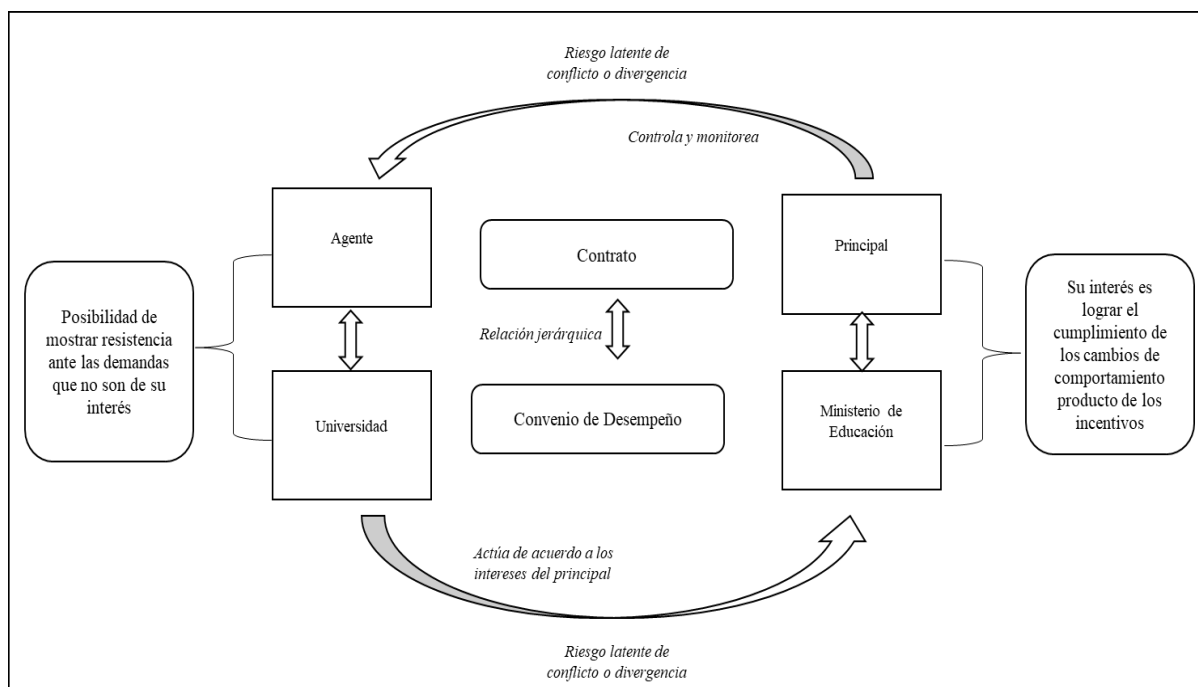 Riesgo latente de
conflicto o divergencia
Controla y monitorea
Agente
Contrato
Principal
Posibilidad de
mostrar resistencia
ante las demandas
que no son de su
interés
Relación jerárquica
Su interés es
lograr el
cumplimiento de
los cambios de
comportamiento
producto de los
incentivos
Universidad
Convenio de Desempeño
Ministerio de
Educación
Actúa de acuerdo a los
intereses del principal
Riesgo latente de
conflicto o divergencia